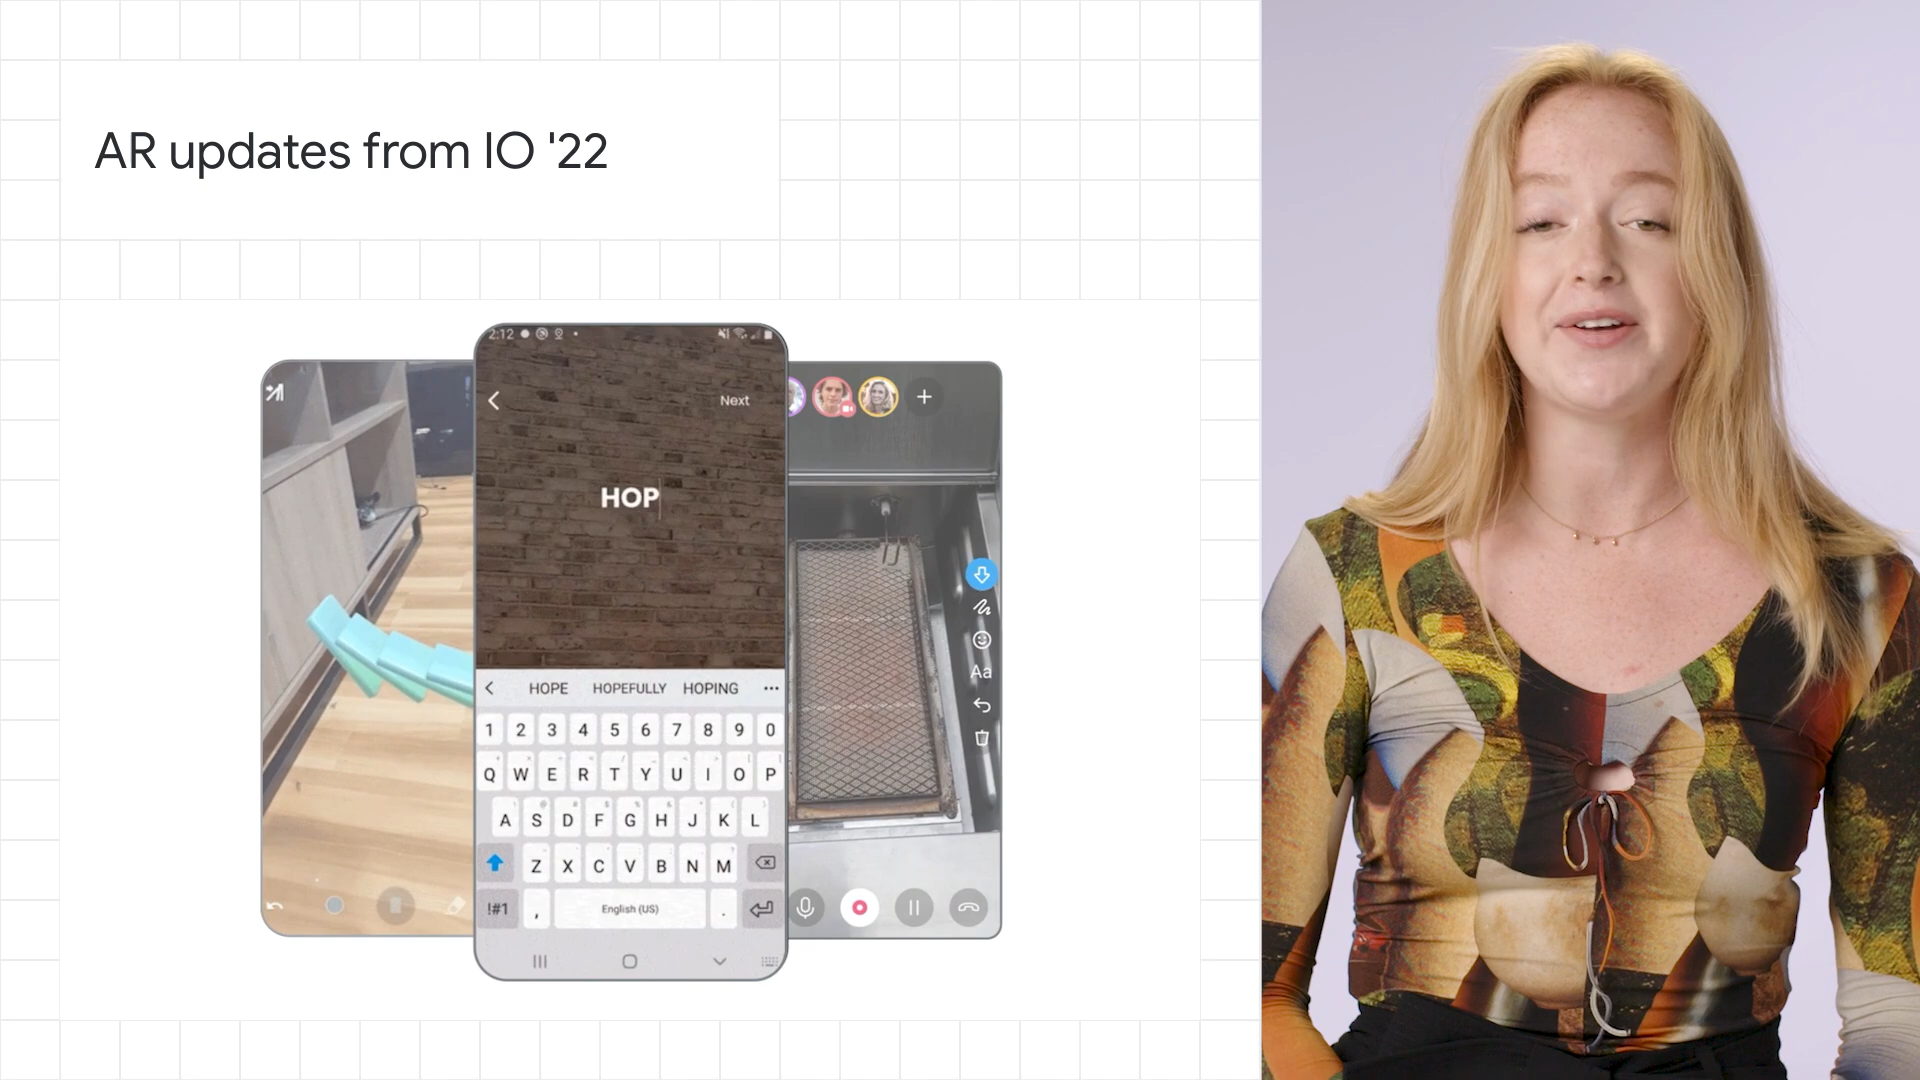 AR updates from IO '22
2:12
Next
HOP
HOPE HOPEFULLY HOPING
1 2 3 4 5 6 7 8 9 0
Q W E R T Y U I O P
A S D F G H J K L
Z X C V B N M
!#1 , English (US) .
Aa